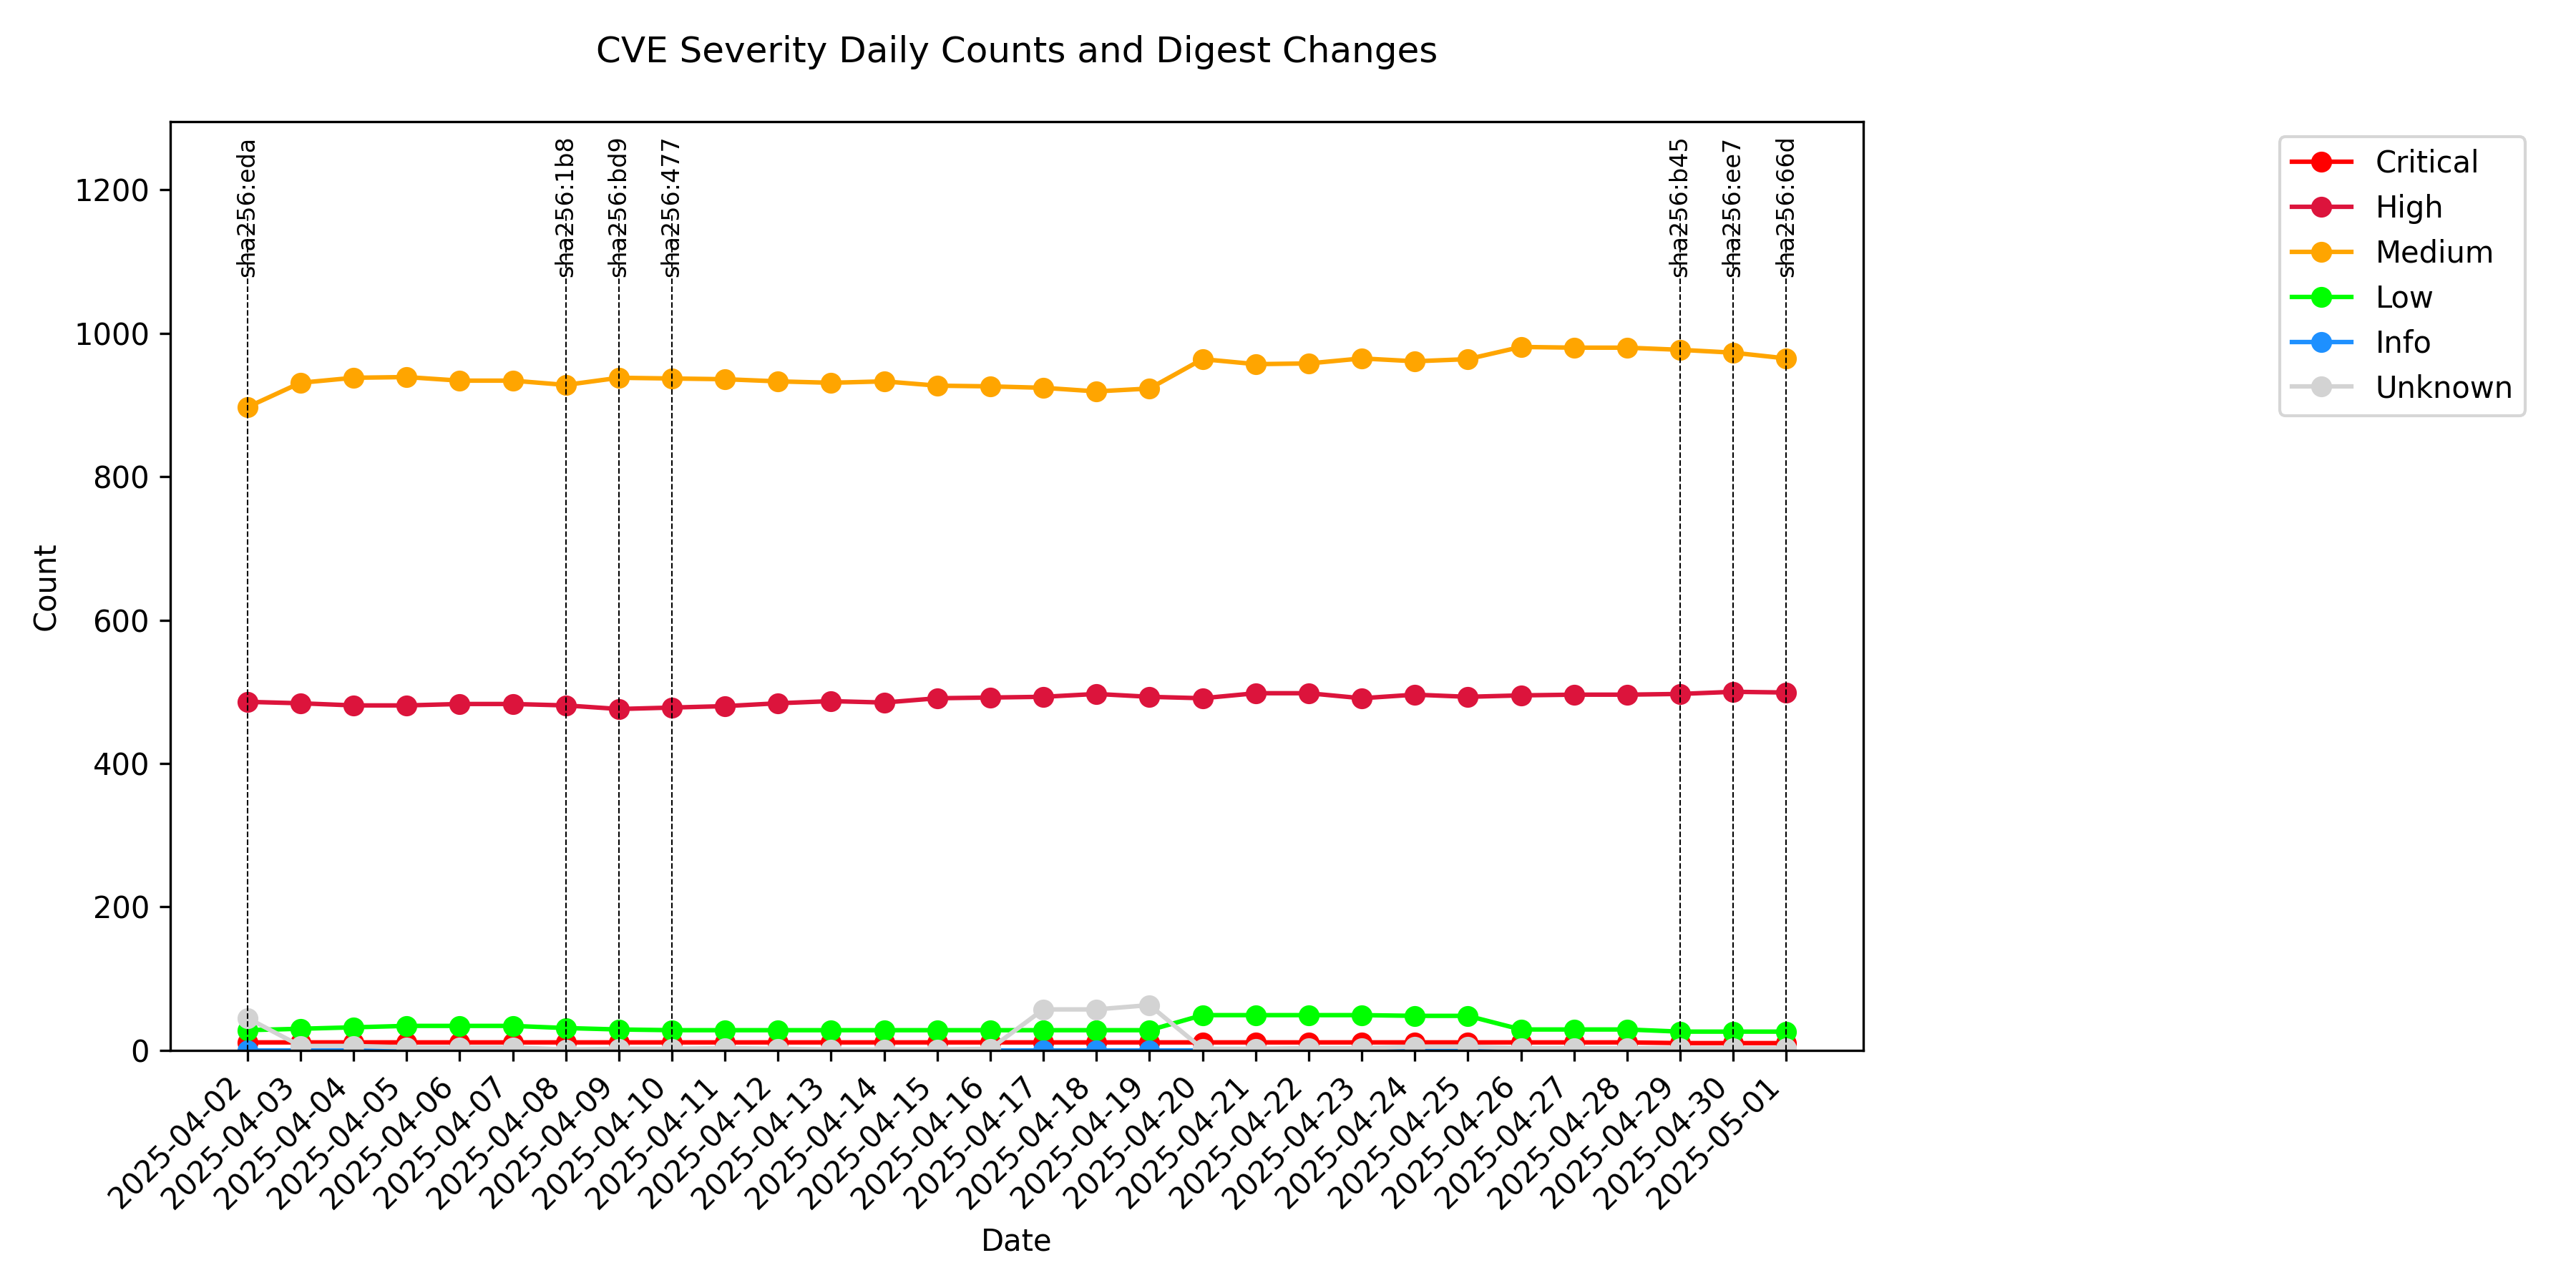 CVE Severity Daily Counts and Digest Changes
sha256:eda
sha256:1b8
sha256:bd9
sha256:477
sha256:b45
sha256:ee7
sha256:66d
Critical
High
Medium
Low
Info
Unknown
1200
1000
800
600
400
200
0
Count
2025-04-02
2025-04-03
2025-04-04
2025-04-05
2025-04-06
2025-04-07
2025-04-08
2025-04-09
2025-04-10
2025-04-11
2025-04-12
2025-04-13
2025-04-14
2025-04-15
2025-04-16
2025-04-17
2025-04-18
2025-04-19
2025-04-20
2025-04-21
2025-04-22
2025-04-23
2025-04-24
2025-04-25
2025-04-26
2025-04-27
2025-04-28
2025-04-29
2025-04-30
2025-05-01
Date